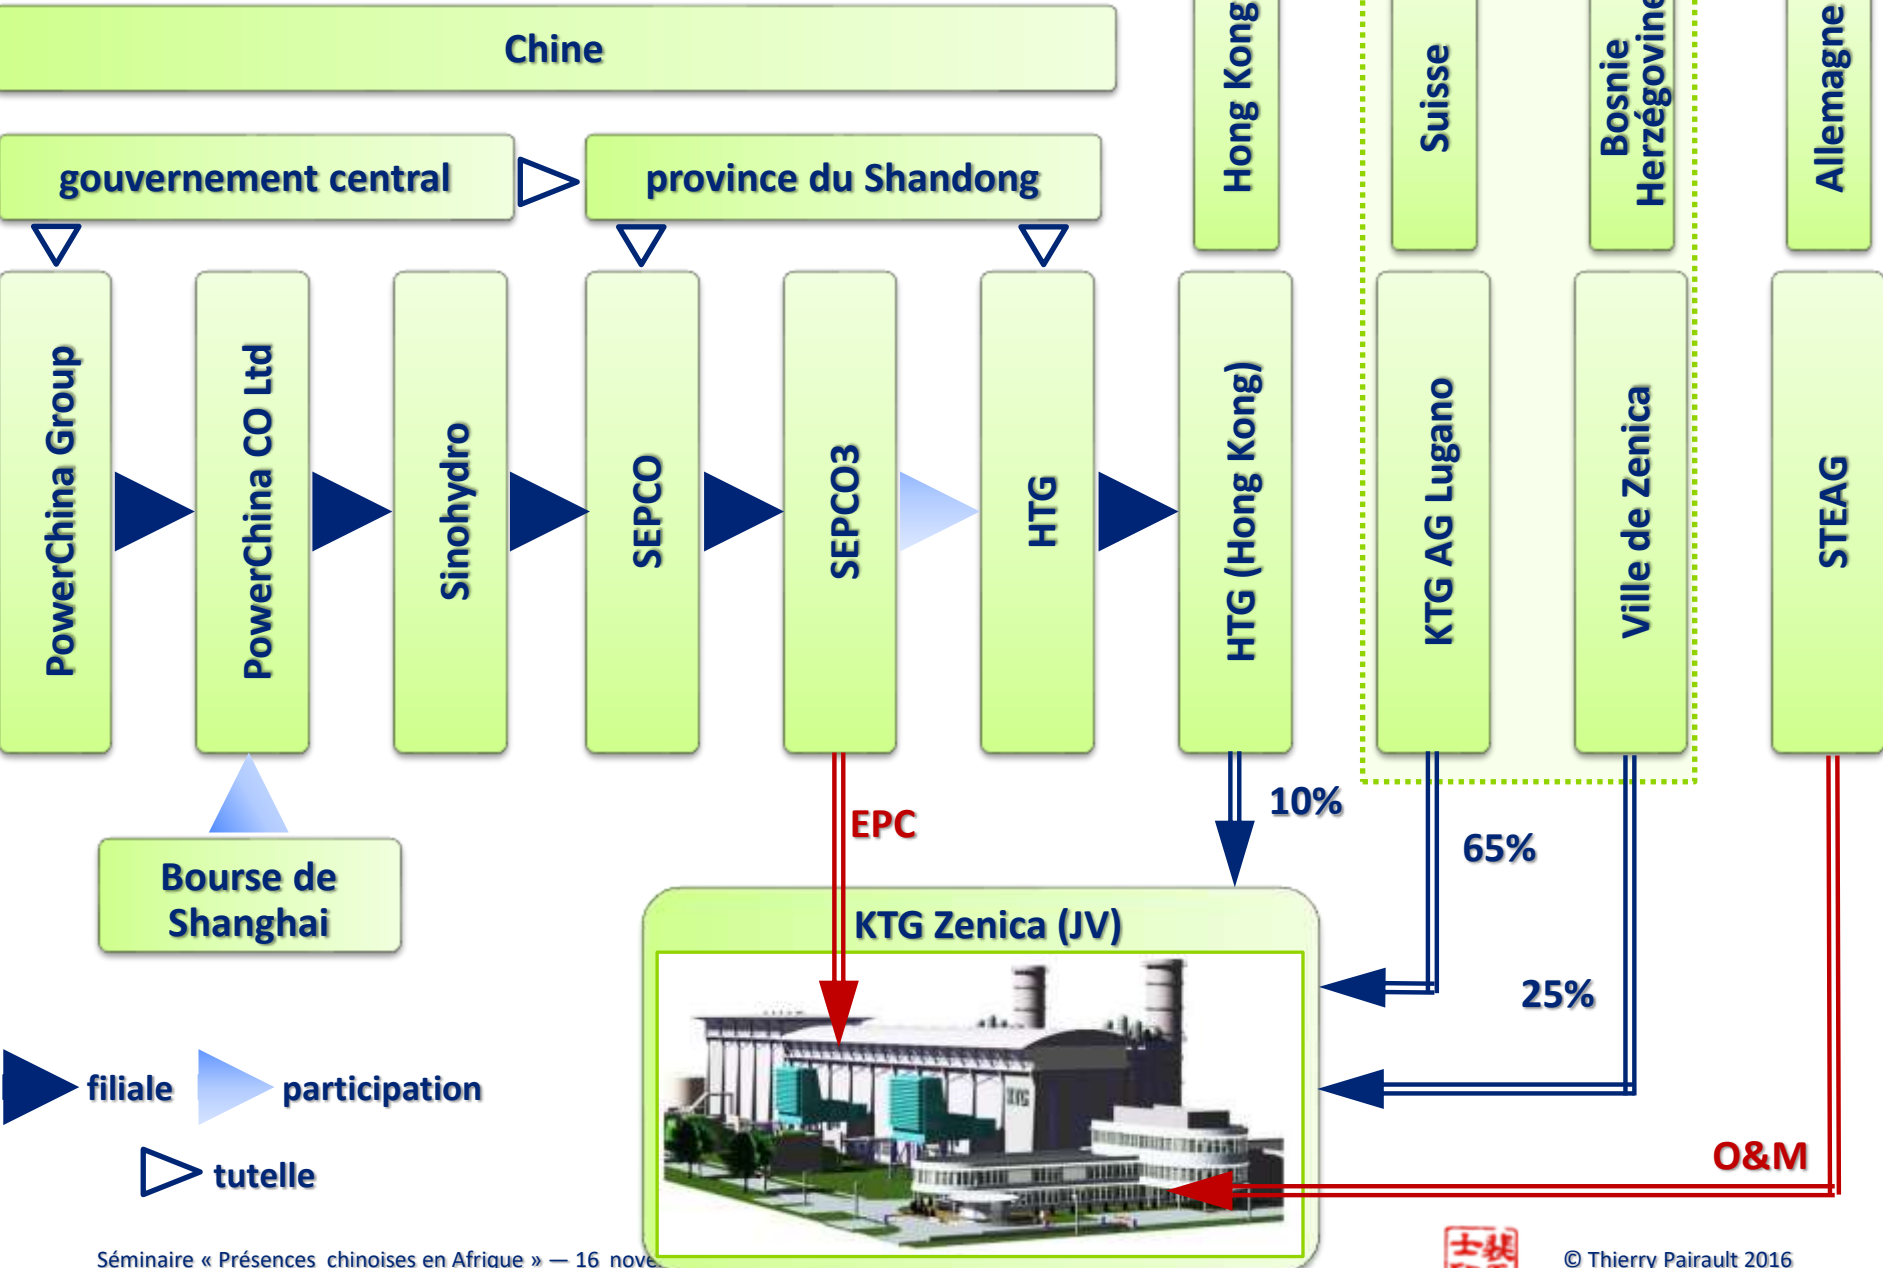 Chine
Hong Kong
Suisse
Bosnie
Herzégovine
Allemagne
gouvernement central
province du Shandong
PowerChina Group
PowerChina CO Ltd
Sinohydro
SEPCO
SEPCO3
HTG
HTG (Hong Kong)
KTG AG Lugano
Ville de Zenica
STEAG
EPC
10%
65%
25%
Bourse de
Shanghai
KTG Zenica (JV)
KTG
filiale
participation
tutelle
O&M
Séminaire « Présences chinoises en Afrique » — 16
© Thierry Pairault 2016